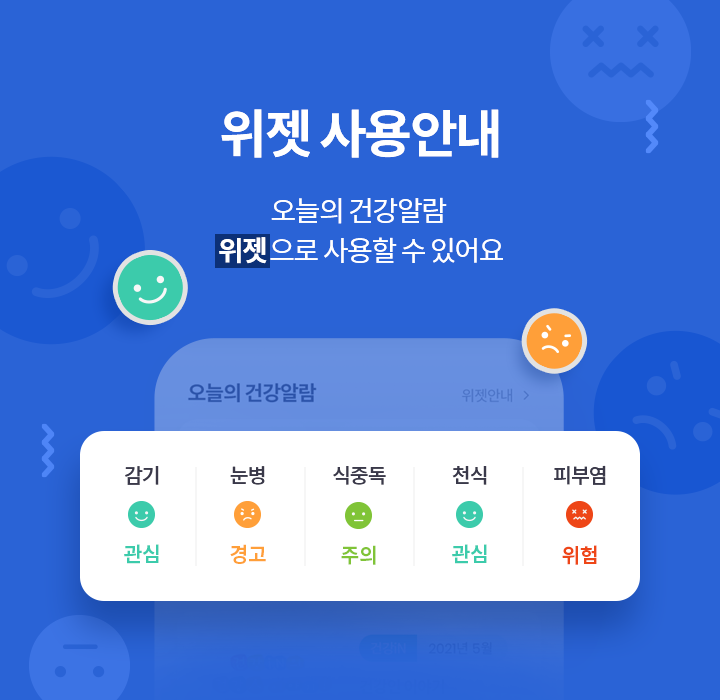 위젯 사용안내
오늘의 건강알람
위젯으로 사용할 수 있어요
오늘의 건강알람 위젯안내
감기 눈병 식중독 천식 피부염
관심 경고 주의 관심 위험
2021년 5월